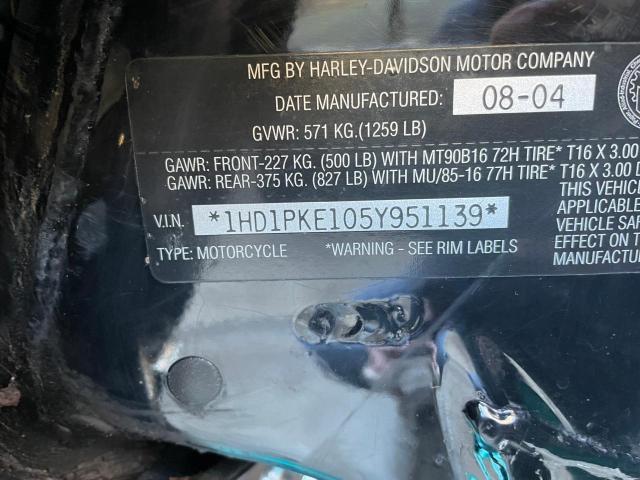 MFG BY HARLEY-DAVIDSON MOTOR COMPANY
DATE MANUFACTURED: 08-04
GVWR: 571 KG.(1259 LB)
GAWR: FRONT-227 KG. (500 LB) WITH MT90B16 72H TIRE* T16 X 3.00
GAWR: REAR-375 KG. (827 LB) WITH MU/85-16 77H TIRE* T16 X 3.00 D
THIS VEHIC
APPLICABLE
V.I.N. *1HD1PKE105Y951139*
VEHICLE SAF
EFFECT ON
TYPE: MOTORCYCLE *WARNING - SEE RIM LABELS
MANUFACTUR